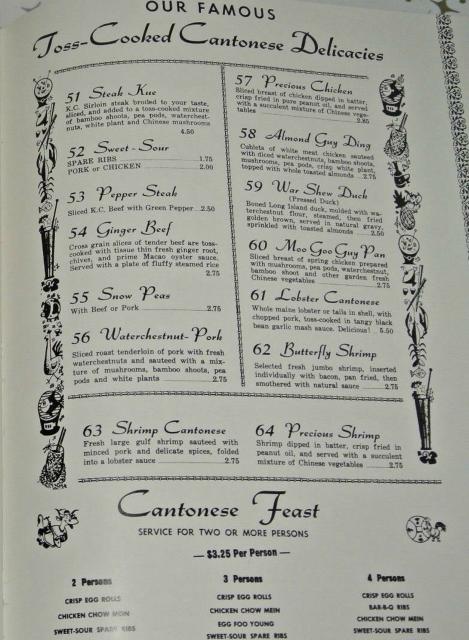 OUR FAMOUS
Toss-Cooked Cantonese Delicacies
51 Steak Kue
K.C. Sirloin steak broiled to your taste,
sliced, and added to a toss-cooked mixture
of bamboo shoots, pea pods, waterchest-
nuts, white plant and Chinese mushrooms
4.50
52 Sweet-Sour
SPARE RIBS 1.75
PORK or CHICKEN 2.00
53 Pepper Steak
Sliced K.C. Beef with Green Pepper 2.50
54 Ginger Beef
Cross grain slices of tender beef are toss-
cooked with tissue thin fresh ginger root,
chives, and prime Macao oyster sauce.
Served with a plate of fluffy steamed rice
2.75
55 Snow Peas
With Beef or Pork 2.75
56 Waterchestnut-Pork
Sliced roast tenderloin of pork with fresh
waterchestnuts and sauteed with a mix-
ture of mushrooms, bamboo shoots, pea
pods and white plants 2.75
57 Precious Chicken
Sliced breast of chicken dipped in batter,
crisp fried in pure peanut oil, and served
with a succulent mixture of Chinese vege-
tables 2.85
58 Almond Guy Ding
Cublets of white meat chicken sauteed
with diced waterchestnuts, bamboo shoots,
mushrooms, pea pods, crisp white plant,
topped with whole toasted almonds 2.75
59 War Shew Duck
(Pressed Duck)
Boned Long Island duck, molded with wa-
terchestnut flour, steamed, then fried
golden brown, served in natural gravy,
sprinkled with toasted almonds 2.50
60 Moo Goo Guy Pan
Sliced breast of spring chicken prepared
with mushrooms, pea pods, waterchestnut,
bamboo shoot and other garden fresh
Chinese vegetables 2.75
61 Lobster Cantonese
Whole maine lobster or tails in shell, with
chopped pork, toss-cooked in tangy black
bean garlic mash sauce. Delicious! 5.50
62 Butterfly Shrimp
Selected fresh jumbo shrimp, inserted
individually with bacon, pan fried, then
smothered with natural sauce 2.75
63 Shrimp Cantonese
Fresh large gulf shrimp sauteed with
minced pork and delicate spices, folded
into a lobster sauce 2.75
64 Precious Shrimp
Shrimp dipped in batter, crisp fried in
peanut oil, and served with a succulent
mixture of Chinese vegetables 2.75
Cantonese Feast
SERVICE FOR TWO OR MORE PERSONS
— $3.25 Per Person —
2 Persons
CRISP EGG ROLLS
CHICKEN CHOW MEIN
SWEET-SOUR SPARE RIBS
3 Persons
CRISP EGG ROLLS
CHICKEN CHOW MEIN
EGG FOO YOUNG
SWEET-SOUR SPARE RIBS
4 Persons
CRISP EGG ROLLS
BAR-B-Q RIBS
CHICKEN CHOW MEIN
SWEET-SOUR SPARE RIBS